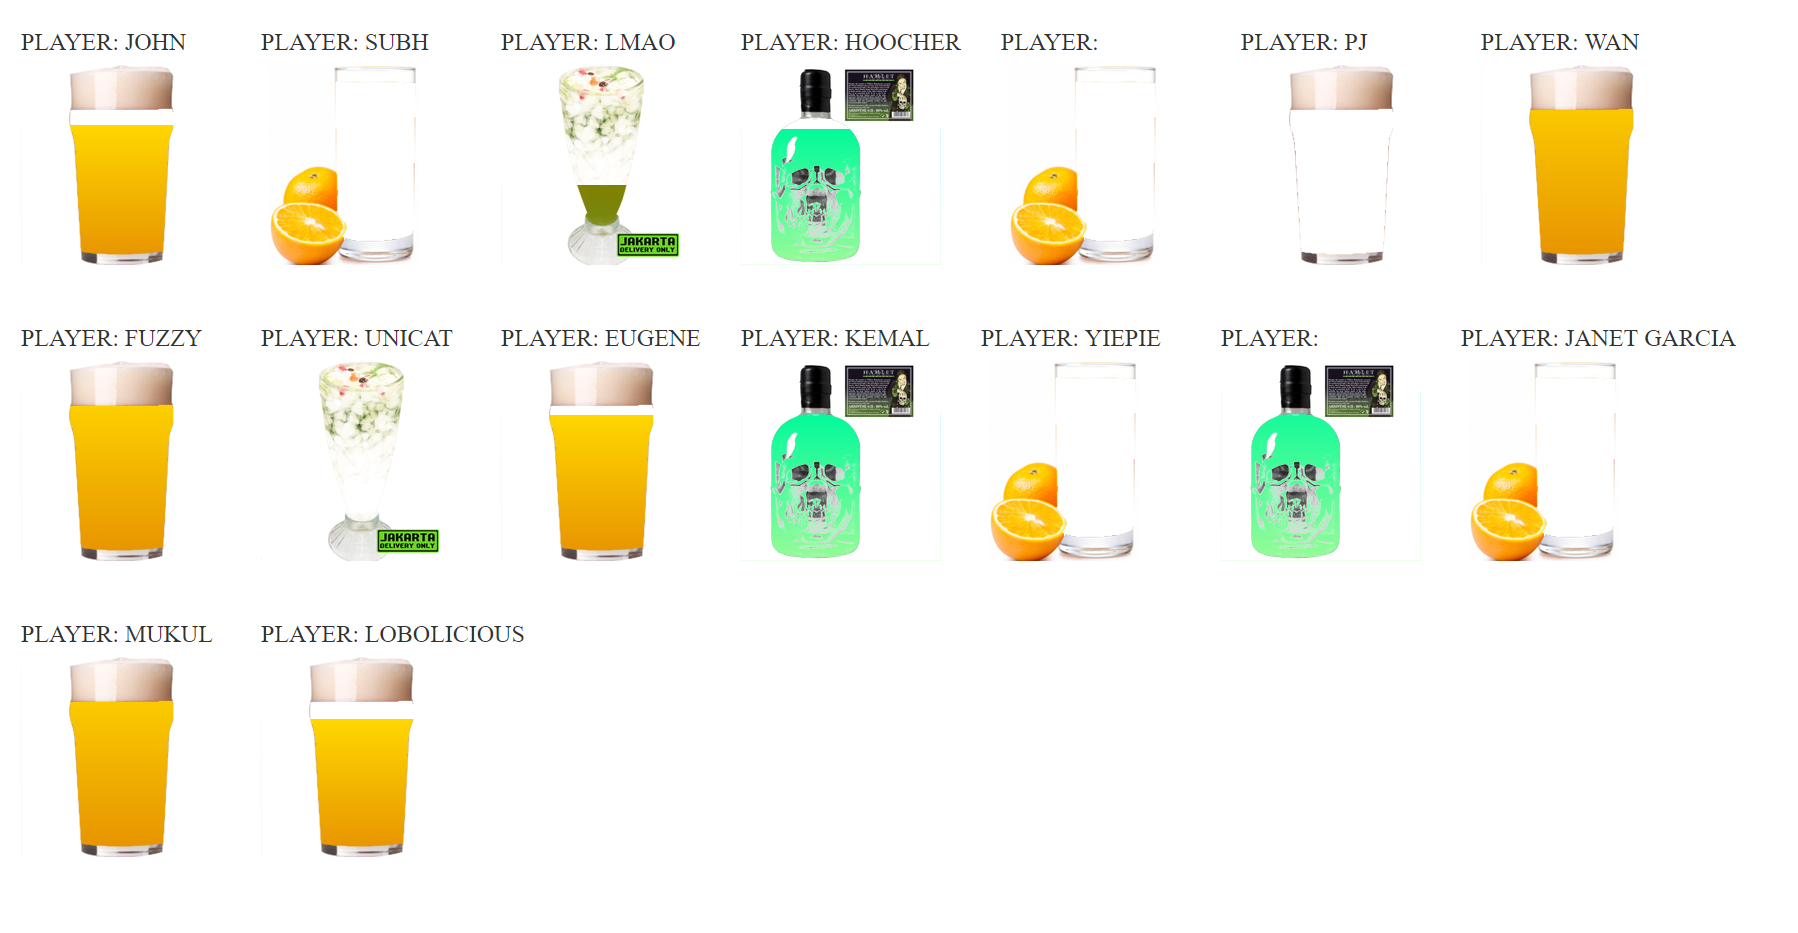 PLAYER: JOHN
PLAYER: SUBH
PLAYER: LMAO
PLAYER: HOOCHER
PLAYER:
PLAYER: PJ
PLAYER: WAN
HAMLET
JAKARTA
DELIVERY ONLY
PLAYER: FUZZY
PLAYER: UNICAT
PLAYER: EUGENE
PLAYER: KEMAL
PLAYER: YIEPIE
PLAYER:
PLAYER: JANET GARCIA
HAMLET
HAMLET
JAKARTA
DELIVERY ONLY
PLAYER: MUKUL
PLAYER: LOBOLICIOUS